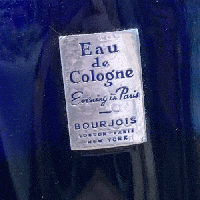 Eau
de
Cologne
Evening in Paris
BOURJOIS
LONDON · PARIS
NEW YORK